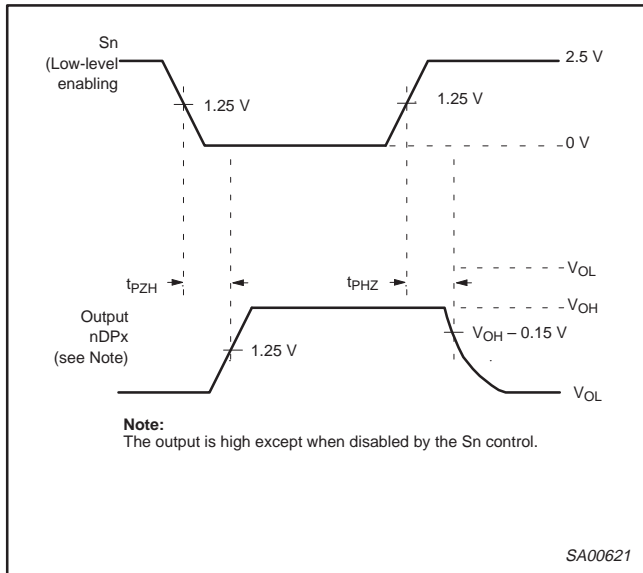 Sn
(Low-level
enabling
2.5 V
1.25 V
1.25 V
0 V
tPZH
tPHZ
VOL
VOH
Output
nDPx
(see Note)
1.25 V
VOH – 0.15 V
VOL
Note:
The output is high except when disabled by the Sn control.
SA00621